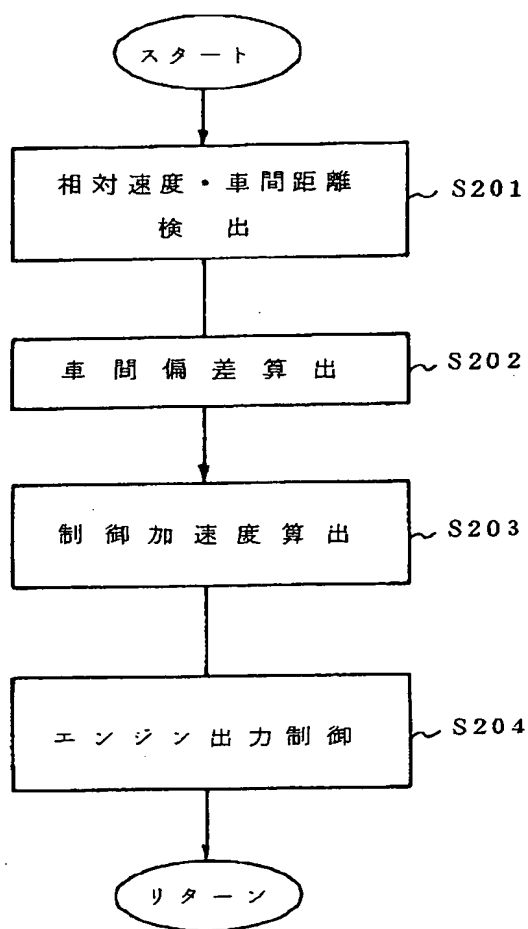 スタート
相対速度・車間距離 S201
検出
車間偏差算出 S202
制御加速度算出 S203
エンジン出力制御 S204
リターン